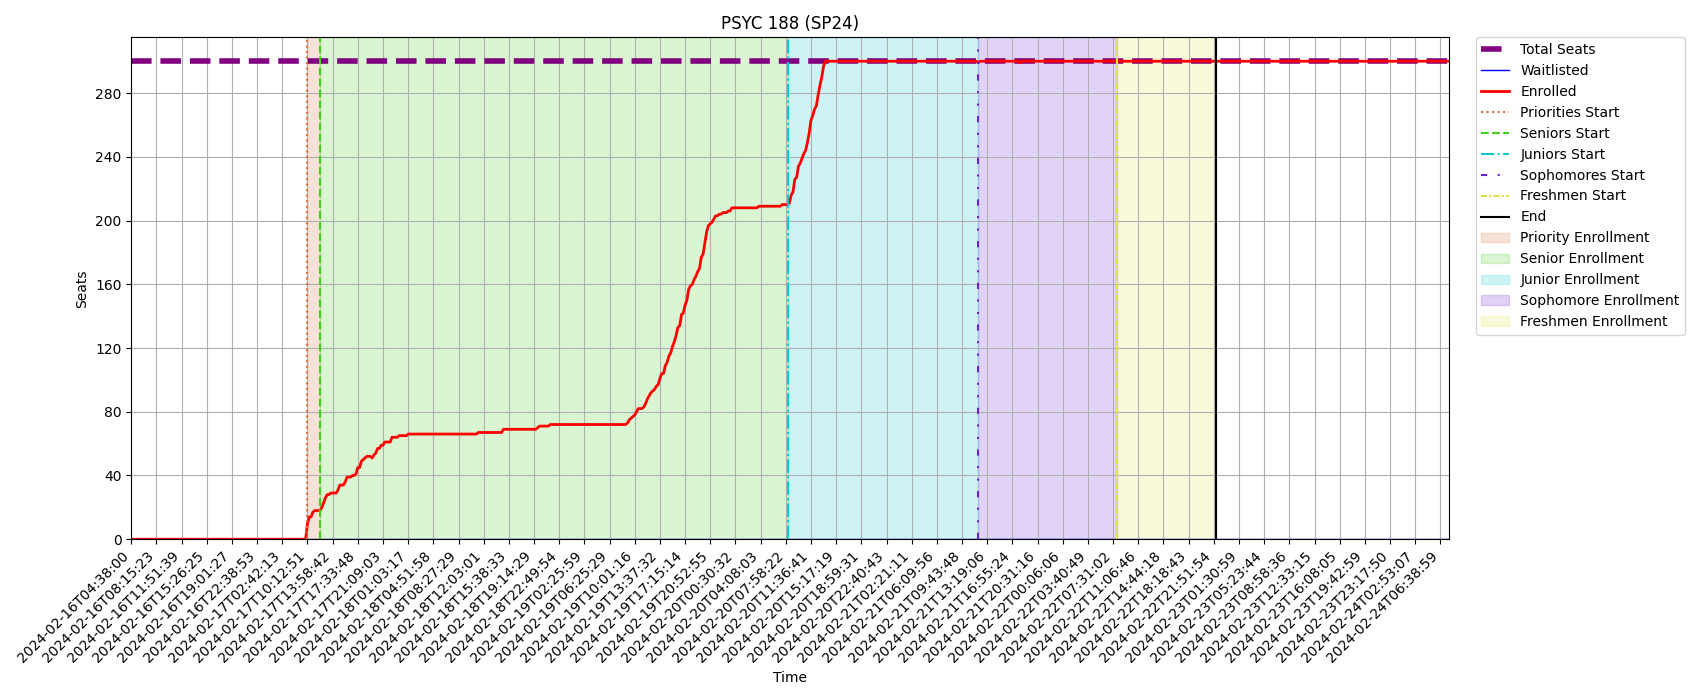 PSYC 188 (SP24)
Seats
280
240
200
160
120
80
40
0
2024-02-16T04:38:00
2024-02-16T08:15:23
2024-02-16T11:51:39
2024-02-16T15:26:25
2024-02-16T19:01:27
2024-02-16T22:38:53
2024-02-17T02:42:13
2024-02-17T10:12:51
2024-02-17T13:58:42
2024-02-17T17:33:48
2024-02-17T21:09:03
2024-02-18T01:03:17
2024-02-18T04:51:58
2024-02-18T08:27:29
2024-02-18T12:03:01
2024-02-18T15:38:33
2024-02-18T19:14:29
2024-02-18T22:49:54
2024-02-19T02:25:59
2024-02-19T06:25:29
2024-02-19T10:01:16
2024-02-19T13:37:32
2024-02-19T17:15:14
2024-02-19T20:52:55
2024-02-20T00:30:32
2024-02-20T04:08:03
2024-02-20T07:58:22
2024-02-20T11:36:41
2024-02-20T15:17:19
2024-02-20T18:59:31
2024-02-20T22:40:43
2024-02-21T02:21:11
2024-02-21T06:09:56
2024-02-21T09:43:48
2024-02-21T13:19:06
2024-02-21T16:55:24
2024-02-21T20:31:16
2024-02-22T00:06:06
2024-02-22T03:40:49
2024-02-22T07:31:02
2024-02-22T11:06:46
2024-02-22T14:44:18
2024-02-22T18:18:43
2024-02-22T21:51:54
2024-02-23T01:30:59
2024-02-23T05:23:44
2024-02-23T08:58:36
2024-02-23T12:33:15
2024-02-23T16:08:05
2024-02-23T19:42:59
2024-02-23T23:17:50
2024-02-24T02:53:07
2024-02-24T06:38:59
Time
Total Seats
Waitlisted
Enrolled
Priorities Start
Seniors Start
Juniors Start
Sophomores Start
Freshmen Start
End
Priority Enrollment
Senior Enrollment
Junior Enrollment
Sophomore Enrollment
Freshmen Enrollment